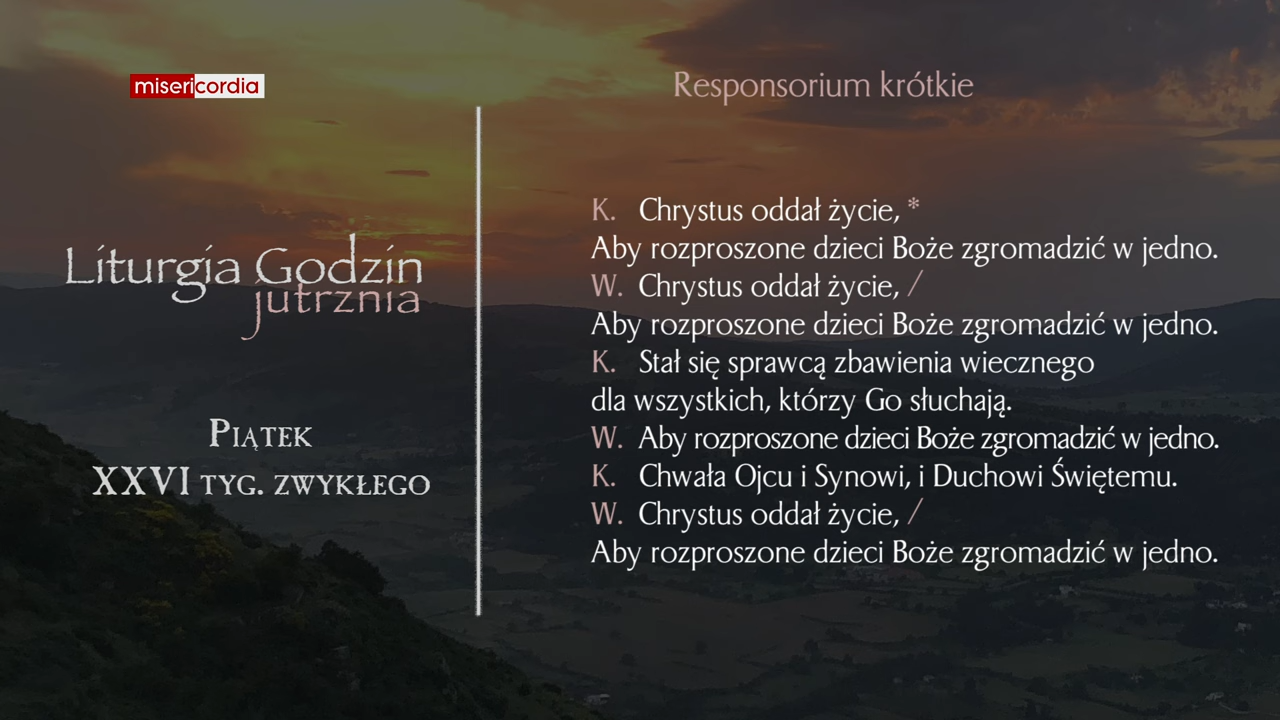 misericordia
Liturgia Godzin
jutrznia
Piątek
XXVI tyg. zwykłego
Responsorium krótkie
K. Chrystus oddał życie, *
Aby rozproszone dzieci Boże zgromadzić w jedno.
W. Chrystus oddał życie, /
Aby rozproszone dzieci Boże zgromadzić w jedno.
K. Stał się sprawcą zbawienia wiecznego
dla wszystkich, którzy Go słuchają.
W. Aby rozproszone dzieci Boże zgromadzić w jedno.
K. Chwała Ojcu i Synowi, i Duchowi Świętemu.
W. Chrystus oddał życie, /
Aby rozproszone dzieci Boże zgromadzić w jedno.